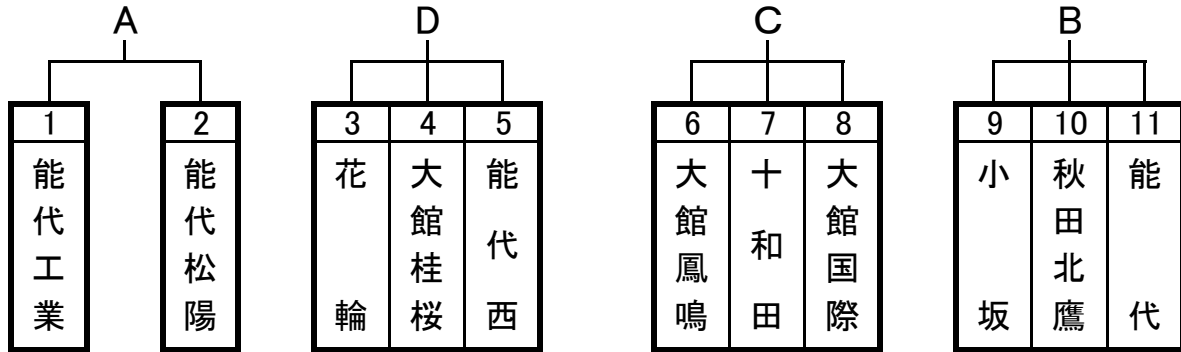 A D C B
1 2 3 4 5 6 7 8 9 10 11
能代工業
能代松陽
花輪
大館桂桜
能代西
大館鳳鳴
十和田
大館国際
小坂
秋田北鷹
能代